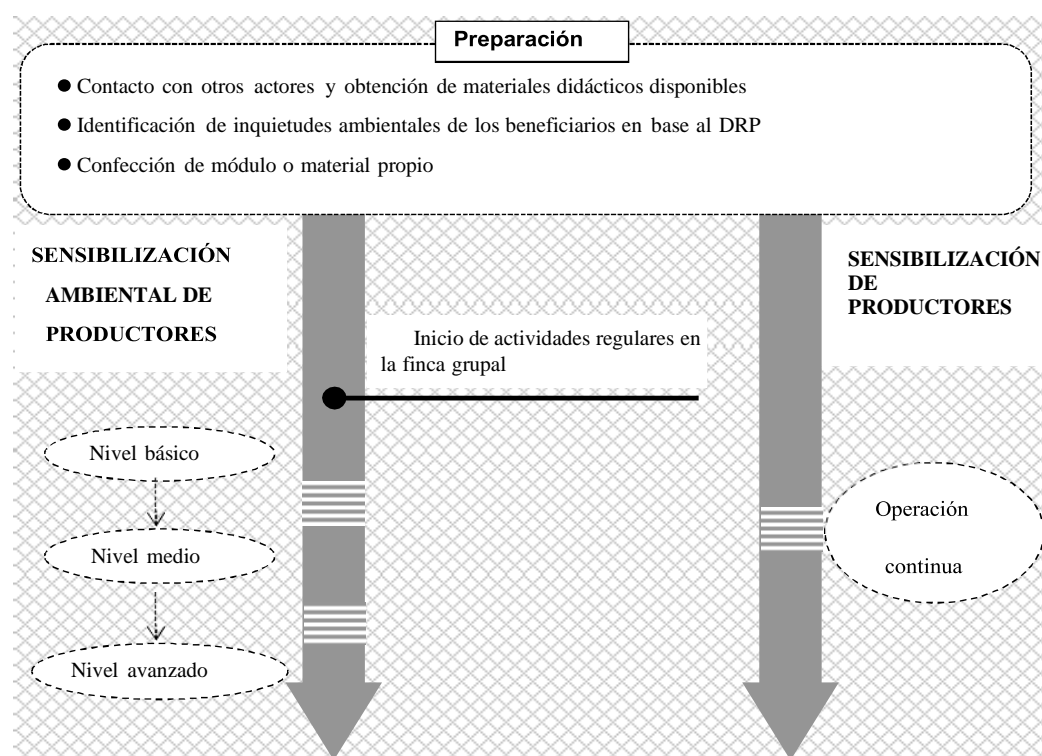 Preparación
● Contacto con otros actores y obtención de materiales didácticos disponibles
● Identificación de inquietudes ambientales de los beneficiarios en base al DRP
● Confección de módulo o material propio
SENSIBILIZACIÓN
AMBIENTAL DE
PRODUCTORES
SENSIBILIZACIÓN
DE
PRODUCTORES
Inicio de actividades regulares en
la finca grupal
Nivel básico
Nivel medio
Nivel avanzado
Operación
continua